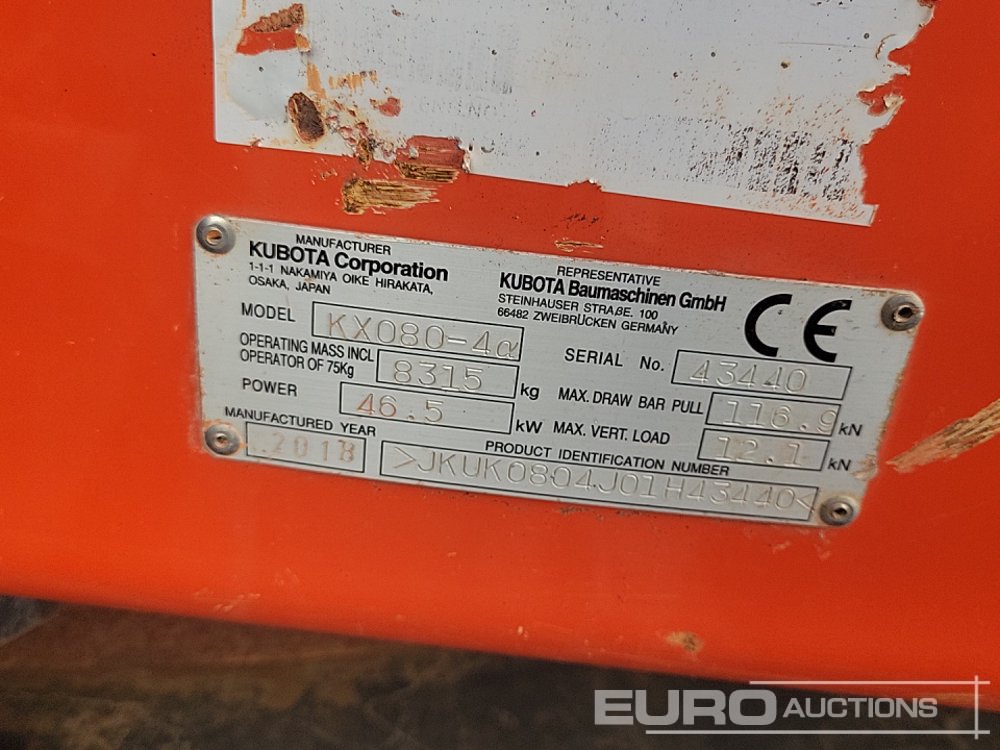 MANUFACTURER
KUBOTA Corporation
1-1-1 NAKAMIYA OIKE HIRAKATA,
OSAKA, JAPAN
REPRESENTATIVE
KUBOTA Baumaschinen GmbH
STEINHAUSER STRAßE. 100
66482 ZWEIBRÜCKEN GERMANY
CE
MODEL KX080-4α
SERIAL No. 43440
OPERATING MASS INCL
OPERATOR OF 75Kg 8315 kg
MAX. DRAW BAR PULL 116.9 kN
POWER 46.5 kW
MAX. VERT. LOAD 12.1 kN
MANUFACTURED YEAR
2018
PRODUCT IDENTIFICATION NUMBER
>JKUK0804J01H43440<
EURO AUCTIONS